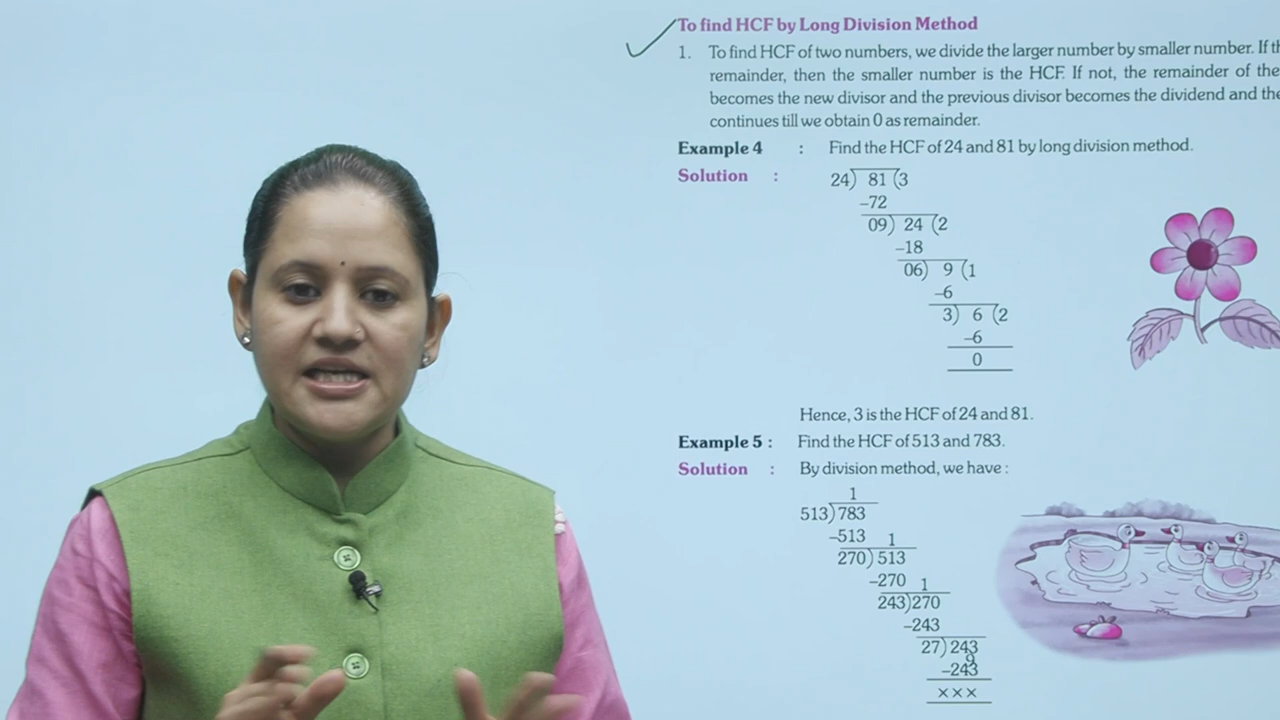 To find HCF by Long Division Method
1. To find HCF of two numbers, we divide the larger number by smaller number. If
remainder, then the smaller number is the HCF. If not, the remainder of the
becomes the new divisor and the previous divisor becomes the dividend and
continues till we obtain 0 as remainder.
Example 4 : Find the HCF of 24 and 81 by long division method.
Solution :
24) 81 (3
–72
09) 24 (2
–18
06) 9 (1
–6
3) 6 (2
–6
0
Hence, 3 is the HCF of 24 and 81.
Example 5 : Find the HCF of 513 and 783.
Solution : By division method, we have :
1
513)783
–513 1
270)513
–270 1
243)270
–243
27)243
9
–243
×××